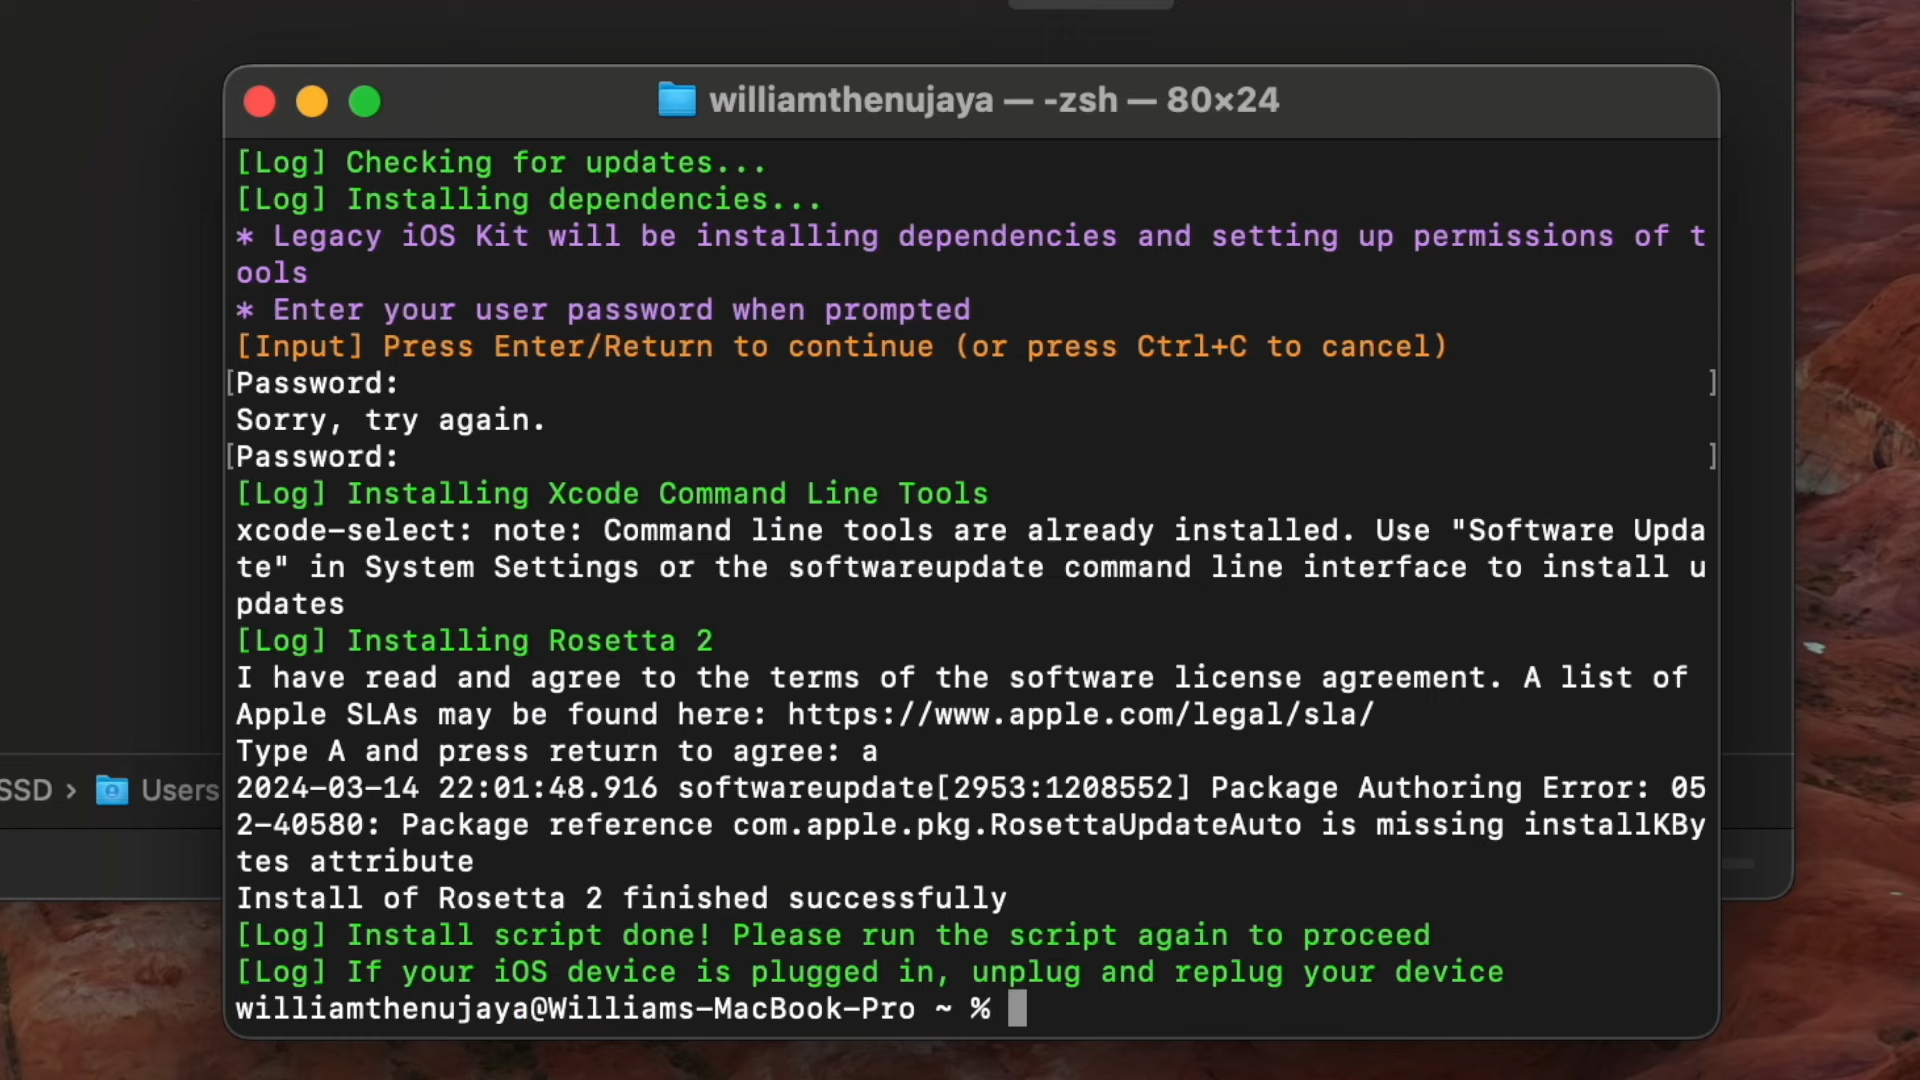 williamthenujaya — -zsh — 80×24
[Log] Checking for updates...
[Log] Installing dependencies...
* Legacy iOS Kit will be installing dependencies and setting up permissions of t
ools
* Enter your user password when prompted
[Input] Press Enter/Return to continue (or press Ctrl+C to cancel)
[Password: ]
Sorry, try again.
[Password: ]
[Log] Installing Xcode Command Line Tools
xcode-select: note: Command line tools are already installed. Use "Software Upda
te" in System Settings or the softwareupdate command line interface to install u
pdates
[Log] Installing Rosetta 2
I have read and agree to the terms of the software license agreement. A list of
Apple SLAs may be found here: https://www.apple.com/legal/sla/
Type A and press return to agree: a
2024-03-14 22:01:48.916 softwareupdate[2953:1208552] Package Authoring Error: 05
2-40580: Package reference com.apple.pkg.RosettaUpdateAuto is missing installKBy
tes attribute
Install of Rosetta 2 finished successfully
[Log] Install script done! Please run the script again to proceed
[Log] If your iOS device is plugged in, unplug and replug your device
williamthenujaya@Williams-MacBook-Pro ~ %
SSD › Users